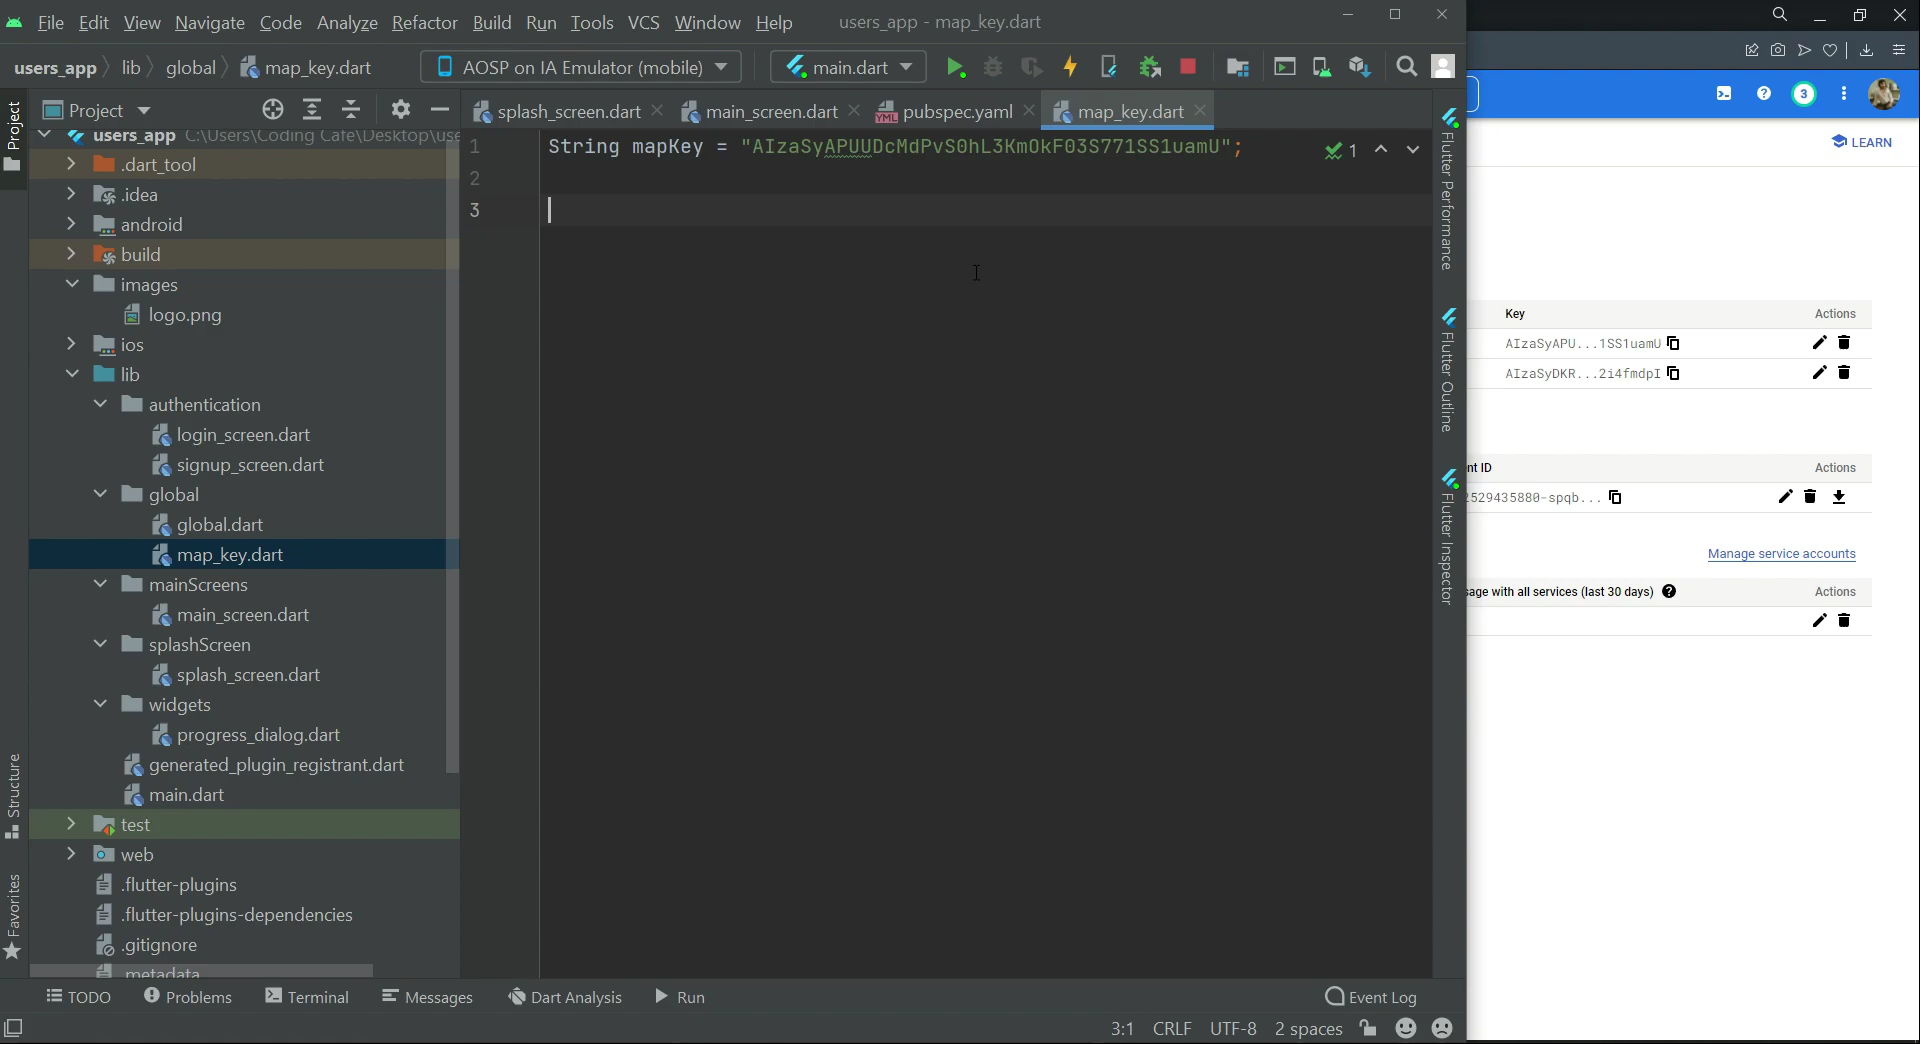 File Edit View Navigate Code Analyze Refactor Build Run Tools VCS Window Help users_app - map_key.dart
users_app lib global map_key.dart AOSP on IA Emulator (mobile) main.dart
Project splash_screen.dart main_screen.dart pubspec.yaml map_key.dart
users_app C:\Users\Coding Cafe\Desktop\use
.dart_tool
.idea
android
build
images
logo.png
ios
lib
authentication
login_screen.dart
signup_screen.dart
global
global.dart
map_key.dart
mainScreens
main_screen.dart
splashScreen
splash_screen.dart
widgets
progress_dialog.dart
generated_plugin_registrant.dart
main.dart
test
web
.flutter-plugins
.flutter-plugins-dependencies
.gitignore
.metadata
Project
Structure
Favorites
1 String mapKey = "AIzaSyAPUUDcMdPvS0hL3KmOkF03S771SS1uamU"; 1
2
3
Flutter Performance
Flutter Outline
Flutter Inspector
TODO Problems Terminal Messages Dart Analysis Run Event Log
3:1 CRLF UTF-8 2 spaces
3
LEARN
Key Actions
AIzaSyAPU...1SS1uamU
AIzaSyDKR...2i4fmdpI
nt ID Actions
2529435880-spqb...
Manage service accounts
sage with all services (last 30 days) Actions